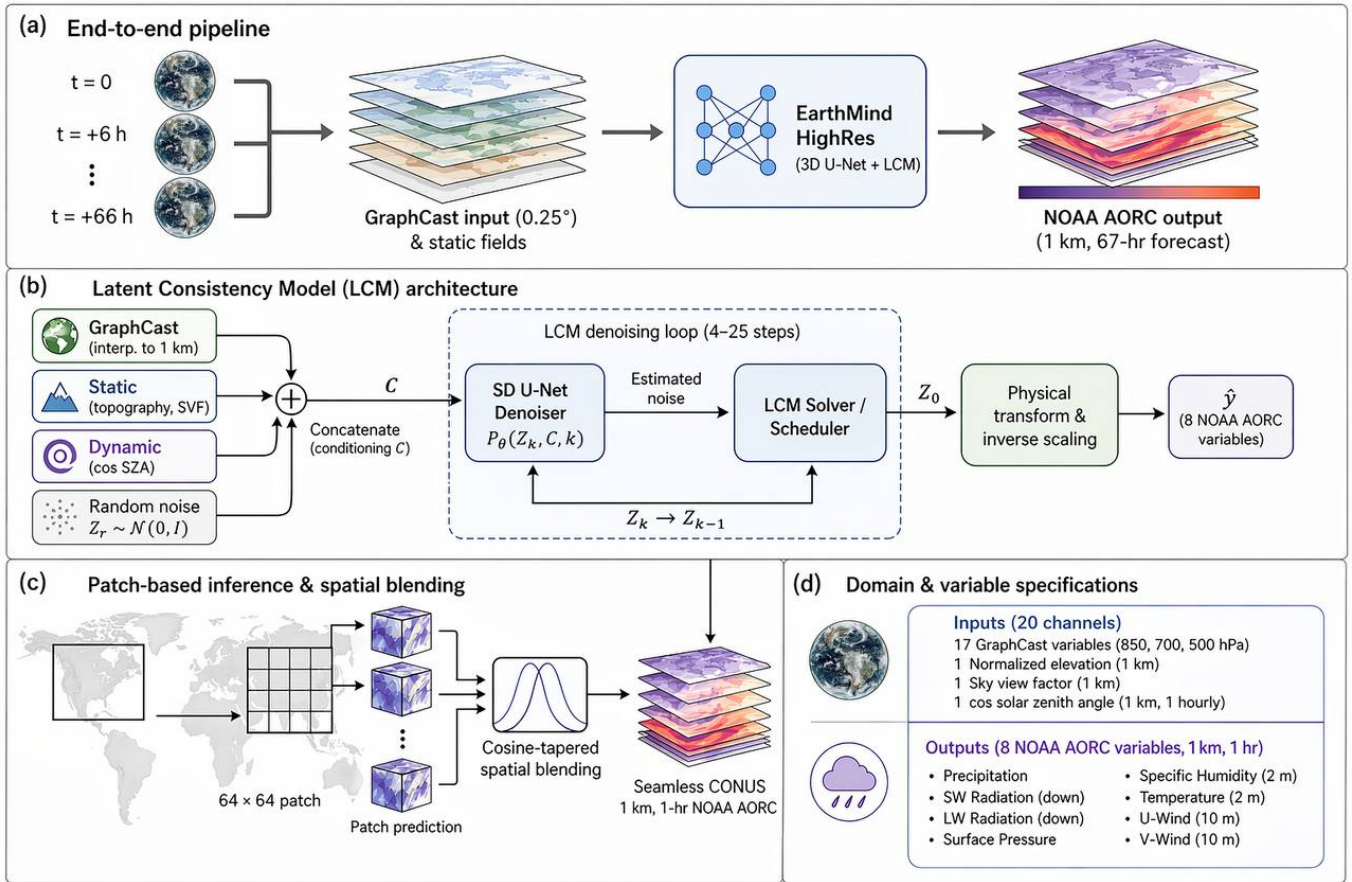 (a) End-to-end pipeline
t = 0
t = +6 h
⋮
t = +66 h
GraphCast input (0.25°)
& static fields
EarthMind
HighRes
(3D U-Net + LCM)
NOAA AORC output
(1 km, 67-hr forecast)
(b) Latent Consistency Model (LCM) architecture
GraphCast
(interp. to 1 km)
Static
(topography, SVF)
Dynamic
(cos SZA)
Random noise
Z_r ~ 𝒩(0, I)
+
C
Concatenate
(conditioning C)
LCM denoising loop (4–25 steps)
SD U-Net
Denoiser
P_θ(Z_k, C, k)
Estimated
noise
LCM Solver /
Scheduler
Z_k → Z_{k−1}
Z_0
Physical
transform &
inverse scaling
ŷ
(8 NOAA AORC
variables)
(c) Patch-based inference & spatial blending
64 × 64 patch
⋮
Patch prediction
Cosine-tapered
spatial blending
Seamless CONUS
1 km, 1-hr NOAA AORC
(d) Domain & variable specifications
Inputs (20 channels)
17 GraphCast variables (850, 700, 500 hPa)
1 Normalized elevation (1 km)
1 Sky view factor (1 km)
1 cos solar zenith angle (1 km, 1 hourly)
Outputs (8 NOAA AORC variables, 1 km, 1 hr)
• Precipitation
• SW Radiation (down)
• LW Radiation (down)
• Surface Pressure
• Specific Humidity (2 m)
• Temperature (2 m)
• U-Wind (10 m)
• V-Wind (10 m)